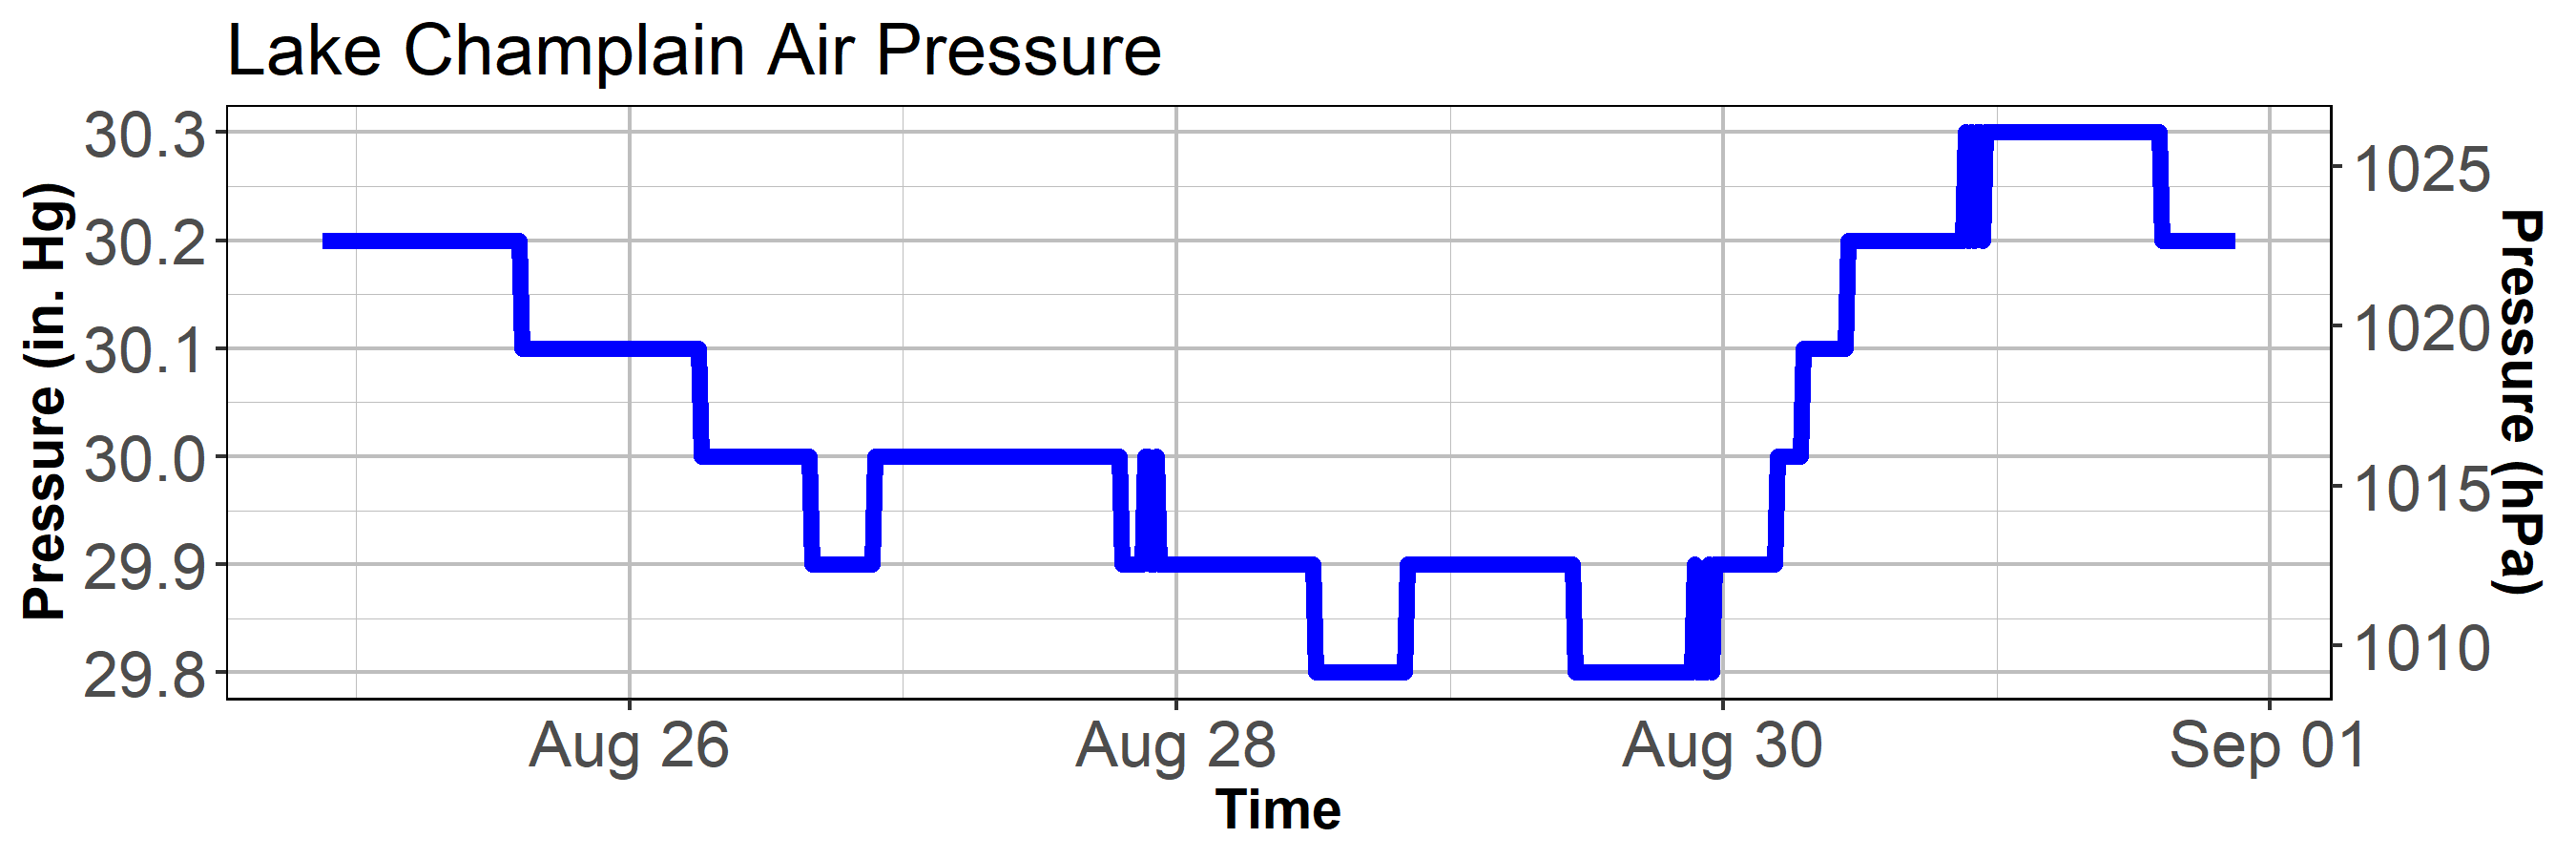 Lake Champlain Air Pressure
Pressure (in. Hg)
30.3
30.2
30.1
30.0
29.9
29.8
1025
1020
1015
1010
Pressure (hPa)
Aug 26 Aug 28 Aug 30 Sep 01
Time